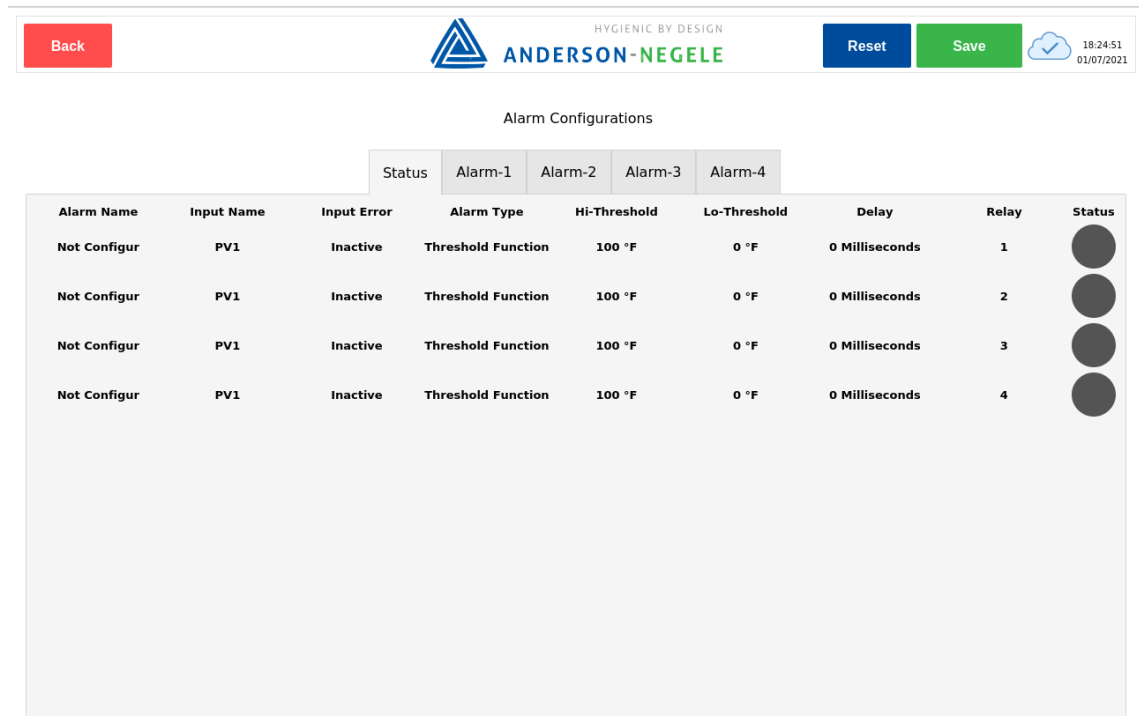 Back
HYGIENIC BY DESIGN
ANDERSON-NEGELE
Reset
Save
18:24:51
01/07/2021
Alarm Configurations
Status Alarm-1 Alarm-2 Alarm-3 Alarm-4
Alarm Name Input Name Input Error Alarm Type Hi-Threshold Lo-Threshold Delay Relay Status
Not Configur PV1 Inactive Threshold Function 100 °F 0 °F 0 Milliseconds 1
Not Configur PV1 Inactive Threshold Function 100 °F 0 °F 0 Milliseconds 2
Not Configur PV1 Inactive Threshold Function 100 °F 0 °F 0 Milliseconds 3
Not Configur PV1 Inactive Threshold Function 100 °F 0 °F 0 Milliseconds 4